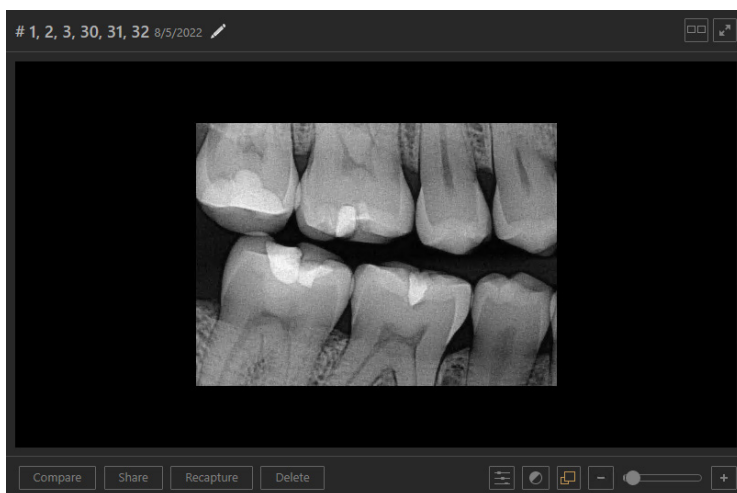 # 1, 2, 3, 30, 31, 32 8/5/2022
Compare Share Recapture Delete